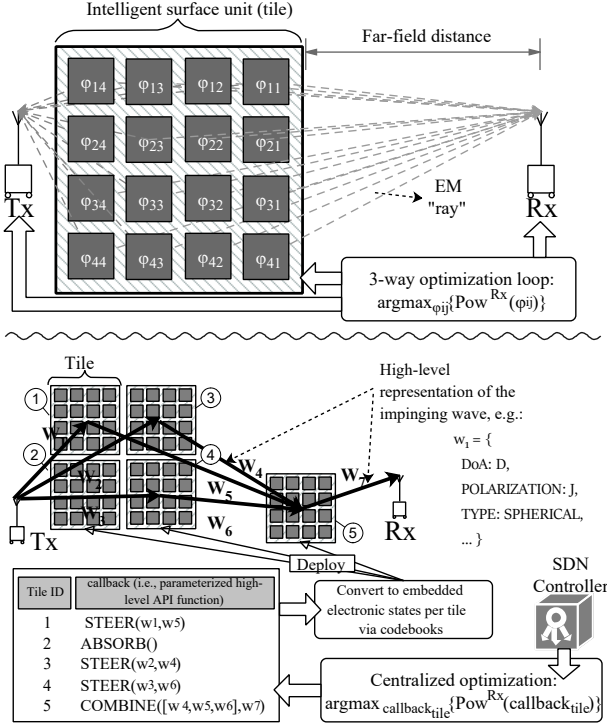 Intelligent surface unit (tile)
Far-field distance
φ14 φ13 φ12 φ11
φ24 φ23 φ22 φ21
φ34 φ33 φ32 φ31
φ44 φ43 φ42 φ41
EM
"ray"
Tx
Rx
3-way optimization loop:
argmaxφij{PowRx(φij)}
Tile
1
3
2
4
W
W2
W3
W4
W5
W6
W7
5
Tx
Rx
High-level
representation of the
impinging wave, e.g.:
w1 = {
DoA: D,
POLARIZATION: J,
TYPE: SPHERICAL,
... }
Deploy
Tile ID callback (i.e., parameterized high-
level API function)
1 STEER(w1,w5)
2 ABSORB()
3 STEER(w2,w4)
4 STEER(w3,w6)
5 COMBINE([w4,w5,w6],w7)
Convert to embedded
electronic states per tile
via codebooks
SDN
Controller
Centralized optimization:
argmaxcallbacktile{PowRx(callbacktile)}